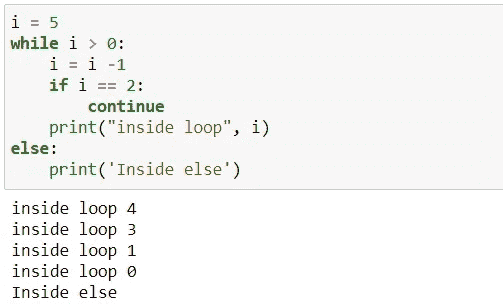 i = 5
while i > 0:
    i = i -1
    if i == 2:
        continue
    print("inside loop", i)
else:
    print('Inside else')
inside loop 4
inside loop 3
inside loop 1
inside loop 0
Inside else